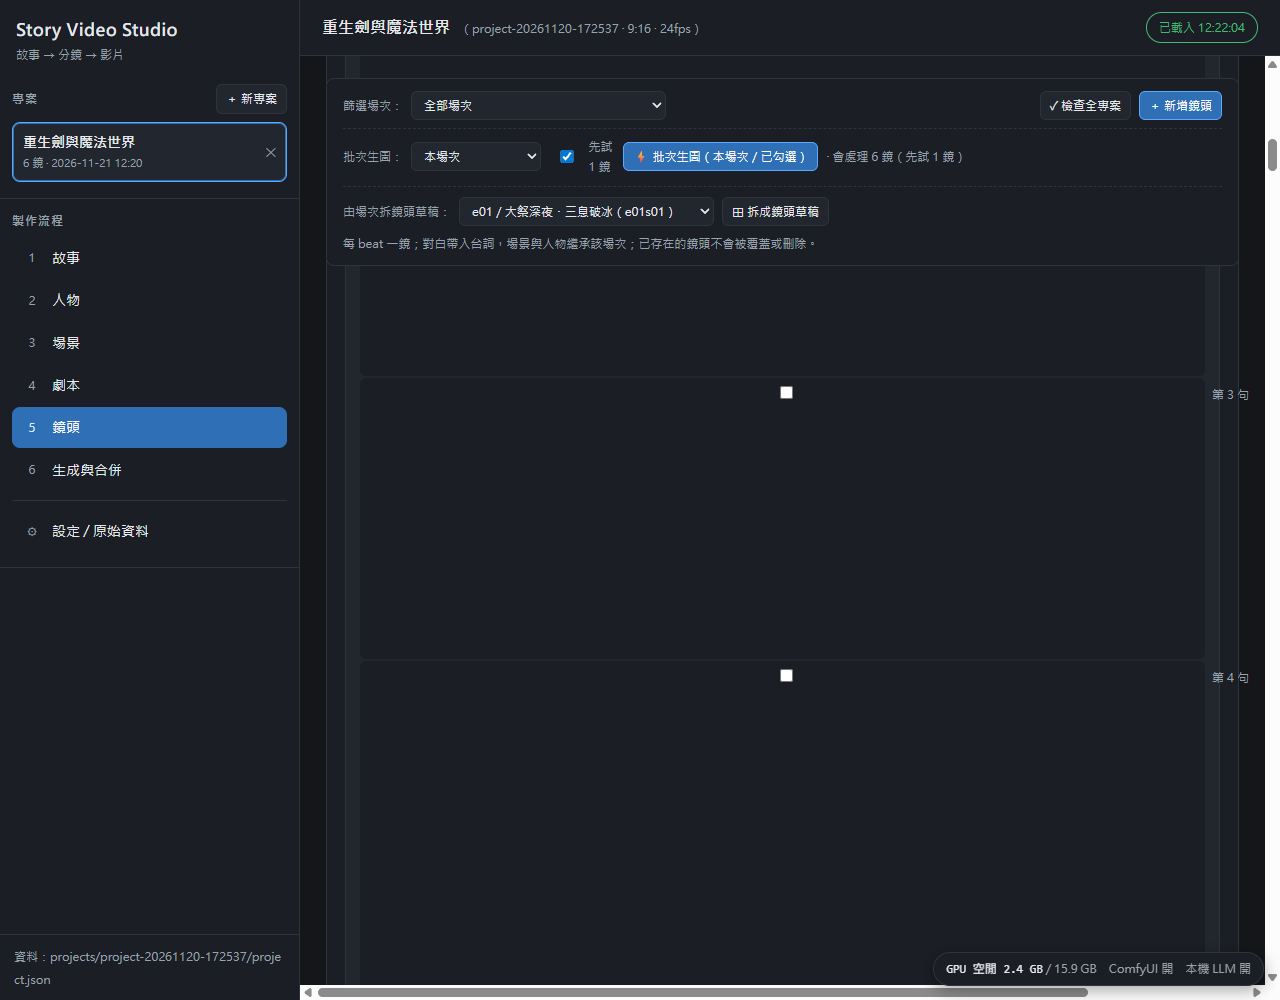 Story Video Studio
故事 → 分鏡 → 影片
專案
＋ 新專案
重生劍與魔法世界
6 鏡 · 2026-11-21 12:20
製作流程
1 故事
2 人物
3 場景
4 劇本
5 鏡頭
6 生成與合併
設定 / 原始資料
資料：projects/project-20261120-172537/proje
ct.json
重生劍與魔法世界 （ project-20261120-172537 · 9:16 · 24fps ）
已載入 12:22:04
篩選場次： 全部場次
✓ 檢查全專案
＋ 新增鏡頭
批次生圖： 本場次
先試
1 鏡
批次生圖（本場次 / 已勾選）
· 會處理 6 鏡（先試 1 鏡）
由場次拆鏡頭草稿： e01 / 大祭深夜 · 三息破冰（e01s01）
拆成鏡頭草稿
每 beat 一鏡；對白帶入台詞，場景與人物繼承該場次；已存在的鏡頭不會被覆蓋或刪除。
第 3 句
第 4 句
GPU 空閒 2.4 GB / 15.9 GB ComfyUI 開 本機 LLM 開